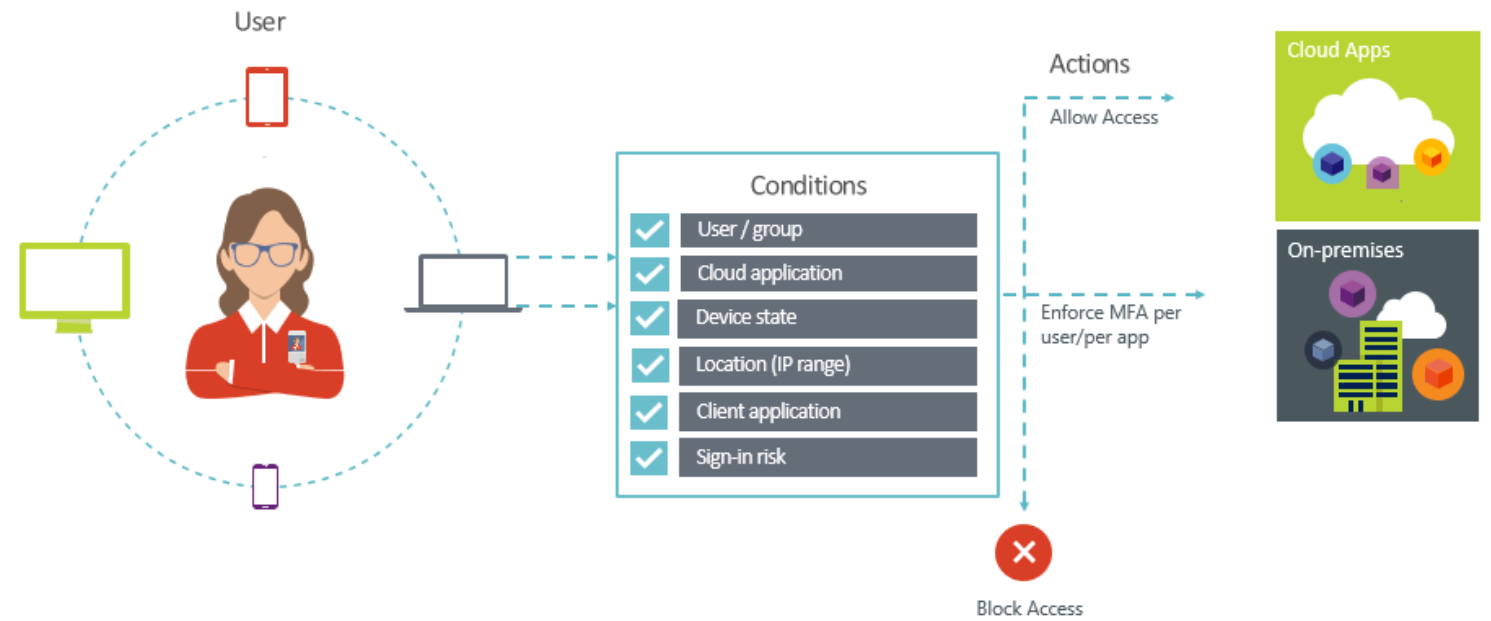 User
Conditions
User / group
Cloud application
Device state
Location (IP range)
Client application
Sign-in risk
Actions
Allow Access
Enforce MFA per
user/per app
Block Access
Cloud Apps
On-premises